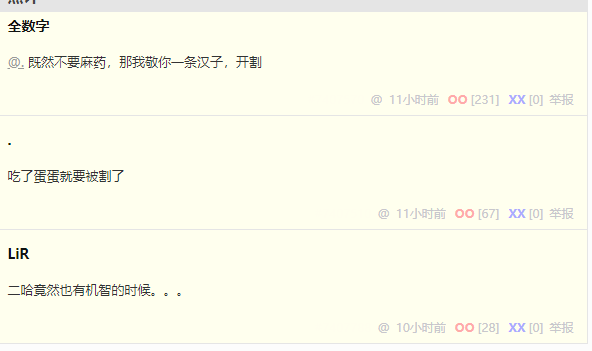 全数字
@. 既然不要麻药，那我敬你一条汉子，开割
@ 11小时前 OO [231] XX [0] 举报
.
吃了蛋蛋就要被割了
@ 11小时前 OO [67] XX [0] 举报
LiR
二哈竟然也有机智的时候。。。
@ 10小时前 OO [28] XX [0] 举报